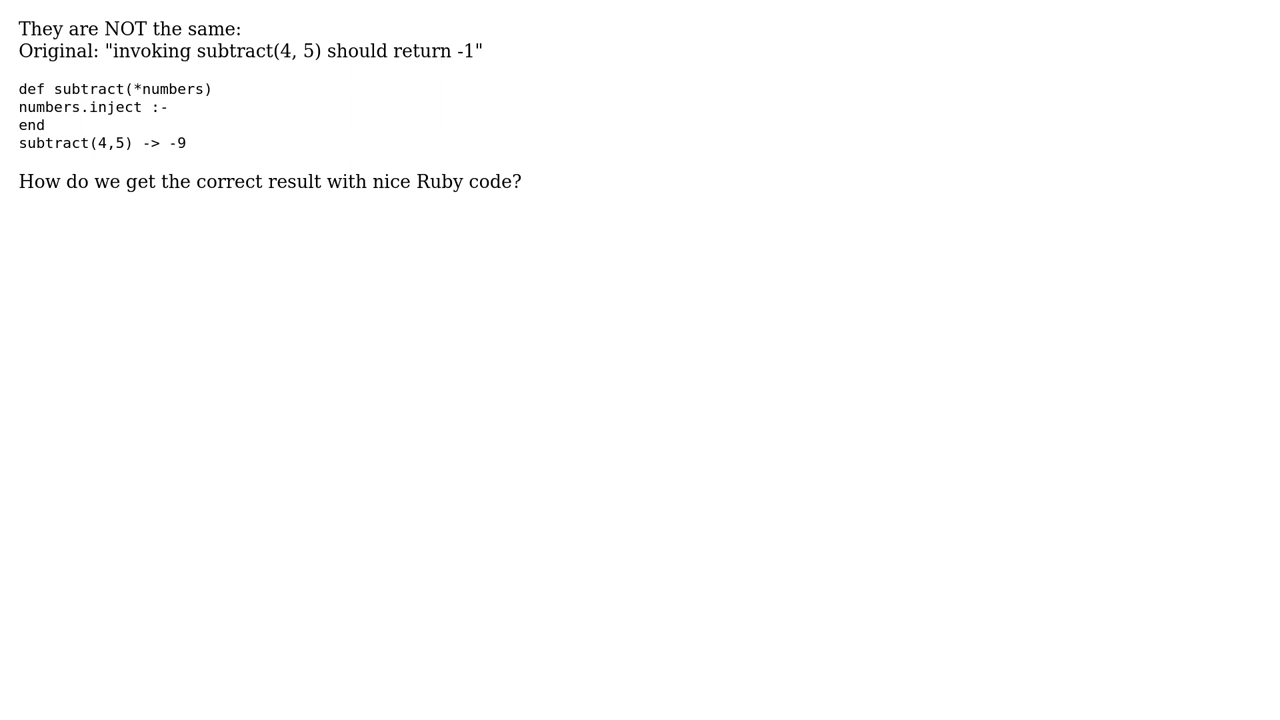 They are NOT the same:
Original: "invoking subtract(4, 5) should return -1"
def subtract(*numbers)
numbers.inject :-
end
subtract(4,5) -> -9
How do we get the correct result with nice Ruby code?